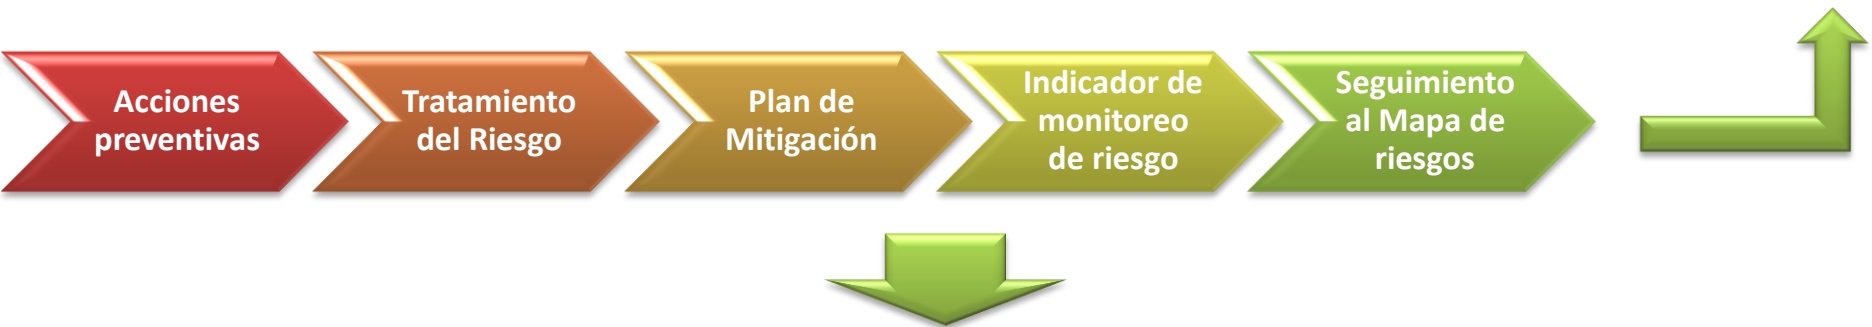 Acciones
preventivas
Tratamiento
del Riesgo
Plan de
Mitigación
Indicador de
monitoreo
de riesgo
Seguimiento
al Mapa de
riesgos